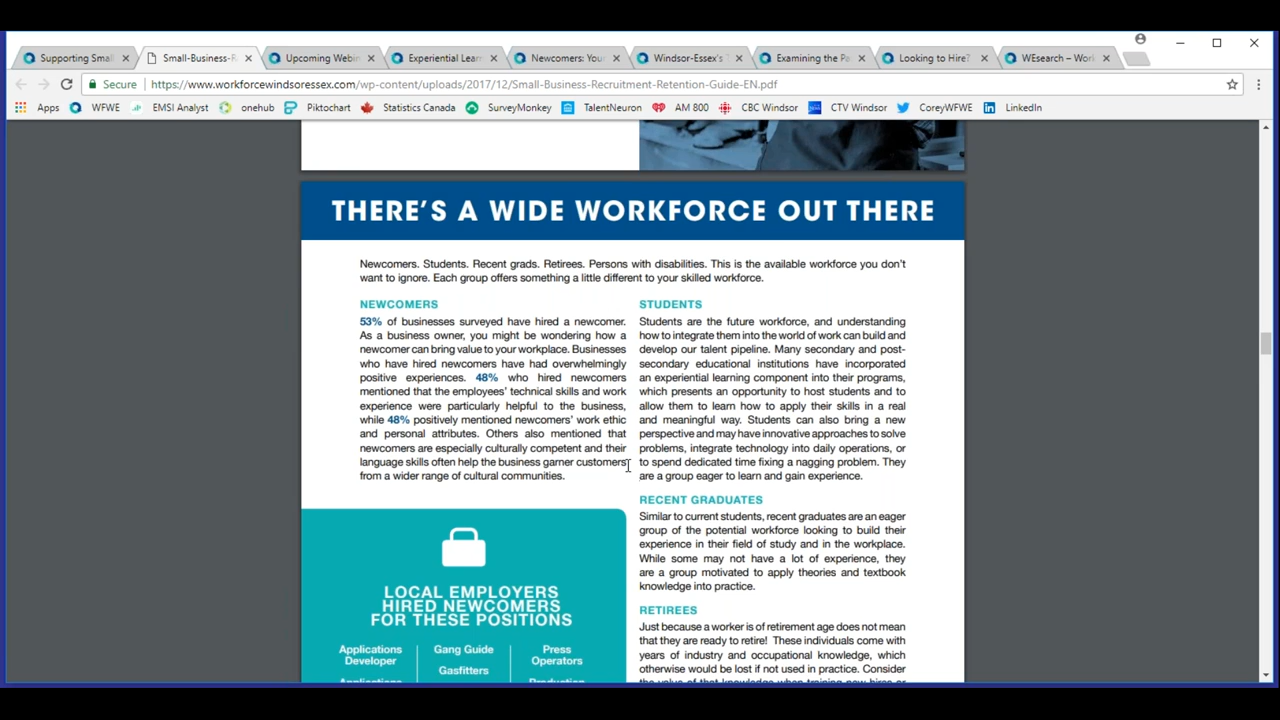 Supporting Smal
Small-Business-R
Upcoming Webin
Experiential Lear
Newcomers: Your
Windsor-Essex's
Examining the Pa
Looking to Hire?
WEsearch – Wor
Secure
https://www.workforcewindsoressex.com/wp-content/uploads/2017/12/Small-Business-Recruitment-Retention-Guide-EN.pdf
Apps
WFWE
EMSI Analyst
onehub
Piktochart
Statistics Canada
SurveyMonkey
TalentNeuron
AM 800
CBC Windsor
CTV Windsor
CoreyWFWE
LinkedIn
THERE'S A WIDE WORKFORCE OUT THERE
Newcomers. Students. Recent grads. Retirees. Persons with disabilities. This is the available workforce you don't
want to ignore. Each group offers something a little different to your skilled workforce.
NEWCOMERS
53% of businesses surveyed have hired a newcomer.
As a business owner, you might be wondering how a
newcomer can bring value to your workplace. Businesses
who have hired newcomers have had overwhelmingly
positive experiences. 48% who hired newcomers
mentioned that the employees' technical skills and work
experience were particularly helpful to the business,
while 48% positively mentioned newcomers' work ethic
and personal attributes. Others also mentioned that
newcomers are especially culturally competent and their
language skills often help the business garner customers
from a wider range of cultural communities.
LOCAL EMPLOYERS
HIRED NEWCOMERS
FOR THESE POSITIONS
Applications
Developer
Applications
Gang Guide
Gasfitters
Press
Operators
Production
STUDENTS
Students are the future workforce, and understanding
how to integrate them into the world of work can build and
develop our talent pipeline. Many secondary and post-
secondary educational institutions have incorporated
an experiential learning component into their programs,
which presents an opportunity to host students and to
allow them to learn how to apply their skills in a real
and meaningful way. Students can also bring a new
perspective and may have innovative approaches to solve
problems, integrate technology into daily operations, or
to spend dedicated time fixing a nagging problem. They
are a group eager to learn and gain experience.
RECENT GRADUATES
Similar to current students, recent graduates are an eager
group of the potential workforce looking to build their
experience in their field of study and in the workplace.
While some may not have a lot of experience, they
are a group motivated to apply theories and textbook
knowledge into practice.
RETIREES
Just because a worker is of retirement age does not mean
that they are ready to retire! These individuals come with
years of industry and occupational knowledge, which
otherwise would be lost if not used in practice. Consider
the value of that knowledge when training new hires or